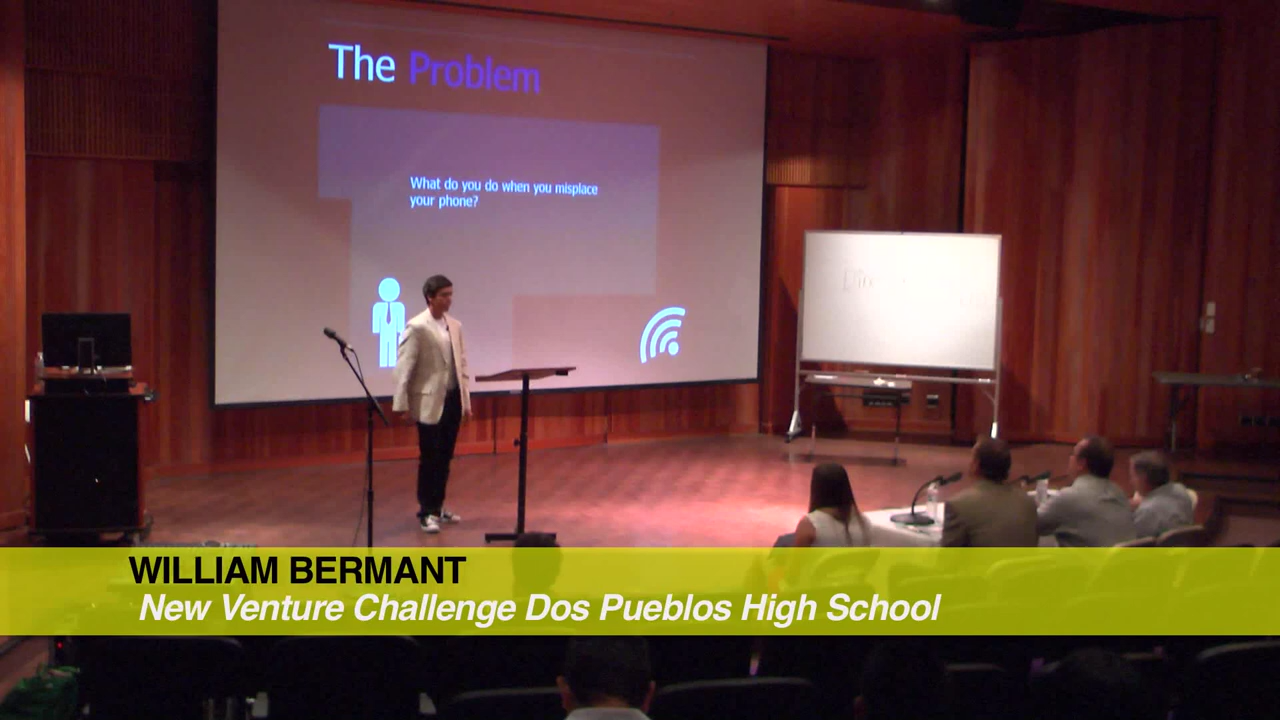 The Problem
What do you do when you misplace
your phone?
WILLIAM BERMANT
New Venture Challenge Dos Pueblos High School